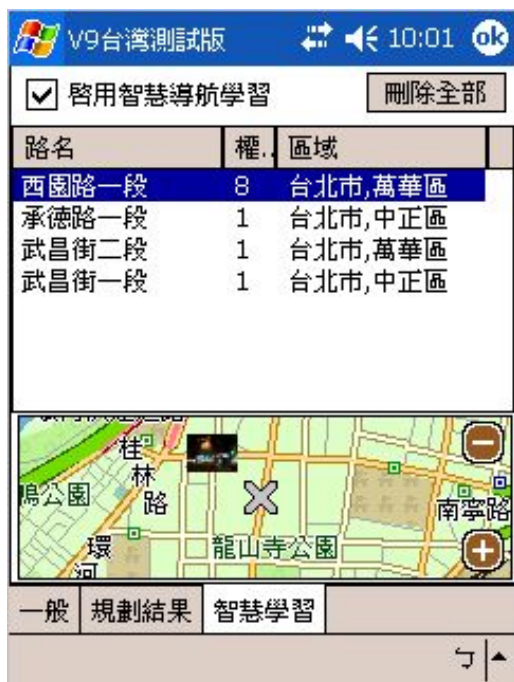 V9台灣測試版 10:01 ok
啓用智慧導航學習 刪除全部
路名 權.. 區域
西園路一段 8 台北市,萬華區
承德路一段 1 台北市,中正區
武昌街二段 1 台北市,萬華區
武昌街一段 1 台北市,中正區
桂林路
公園
南寧路
龍山寺公園
環河
一般 規劃結果 智慧學習
ㄅ